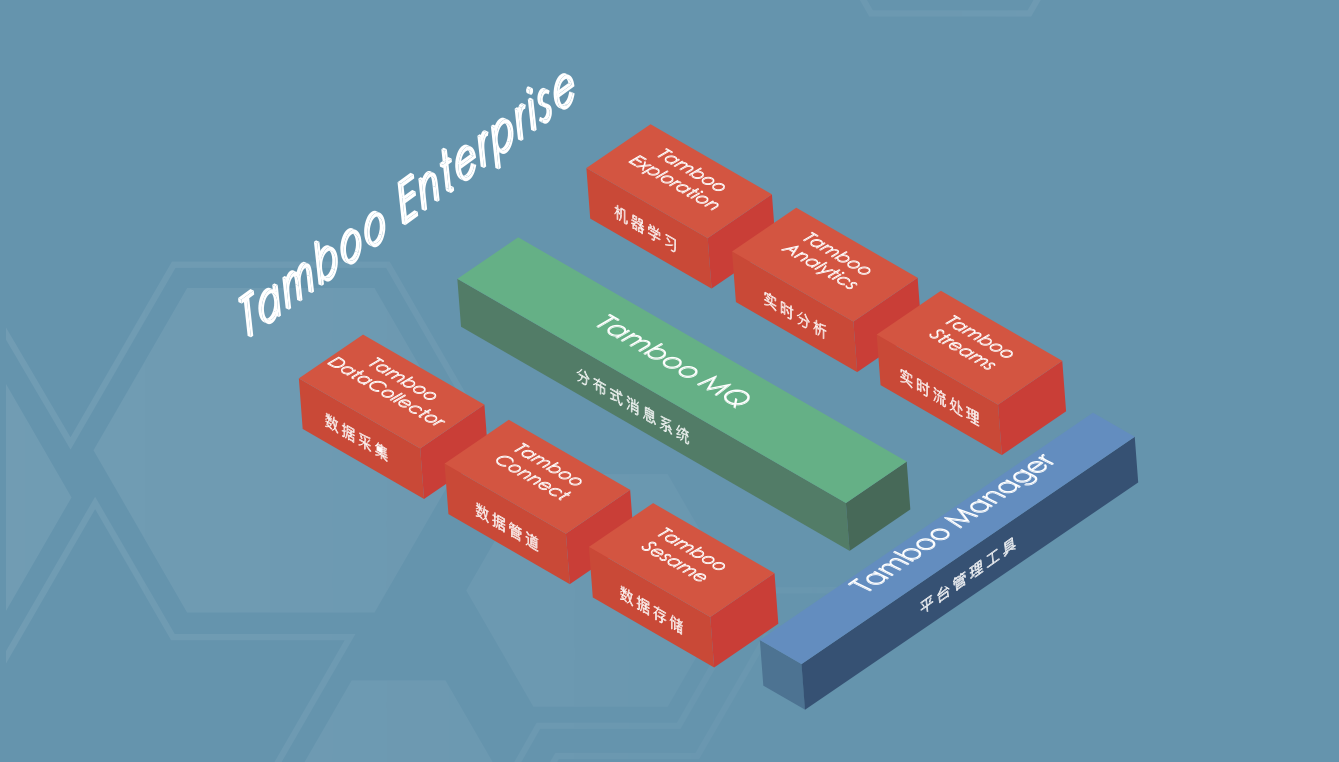 Tamboo Enterprise
Tamboo
Exploration
机器学习
Tamboo
Analytics
实时分析
Tamboo
Streams
实时流处理
Tamboo MQ
分布式消息系统
Tamboo
DataCollector
数据采集
Tamboo
Connect
数据管道
Tamboo
Sesame
数据存储
Tamboo Manager
平台管理工具